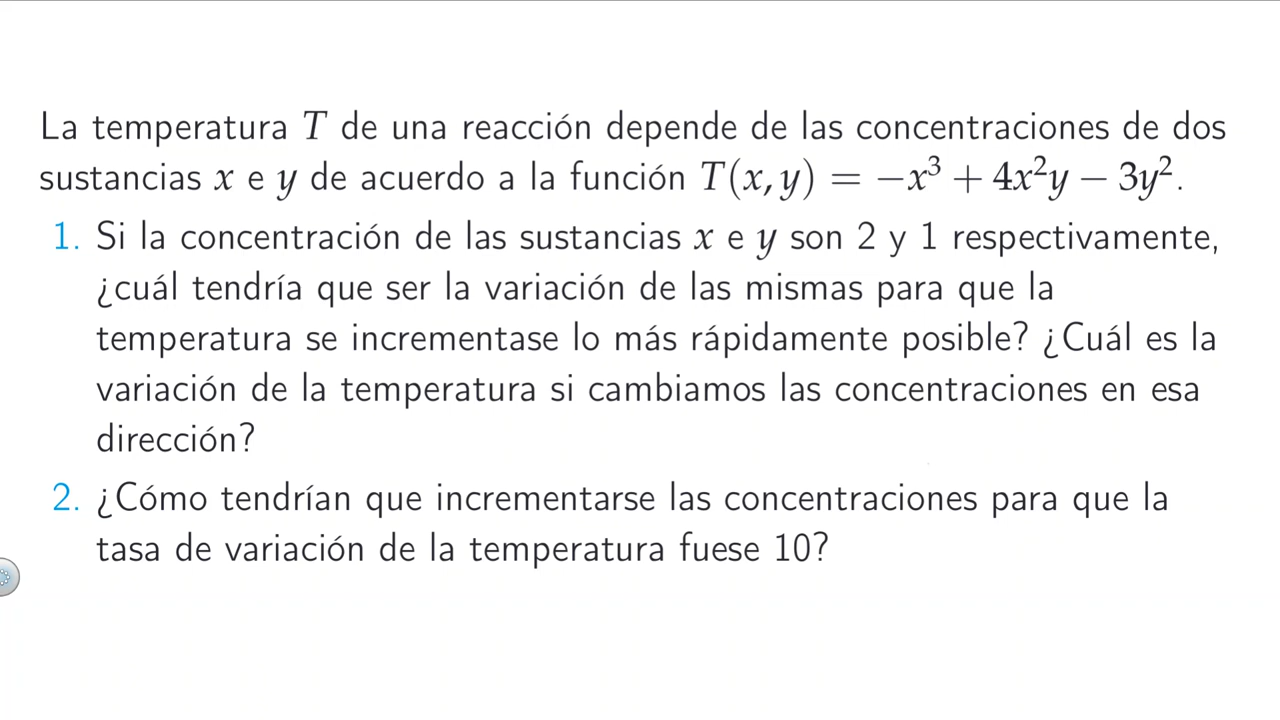 La temperatura T de una reacción depende de las concentraciones de dos
sustancias x e y de acuerdo a la función T(x, y) = −x³ + 4x²y − 3y².
1. Si la concentración de las sustancias x e y son 2 y 1 respectivamente,
¿cuál tendría que ser la variación de las mismas para que la
temperatura se incrementase lo más rápidamente posible? ¿Cuál es la
variación de la temperatura si cambiamos las concentraciones en esa
dirección?
2. ¿Cómo tendrían que incrementarse las concentraciones para que la
tasa de variación de la temperatura fuese 10?